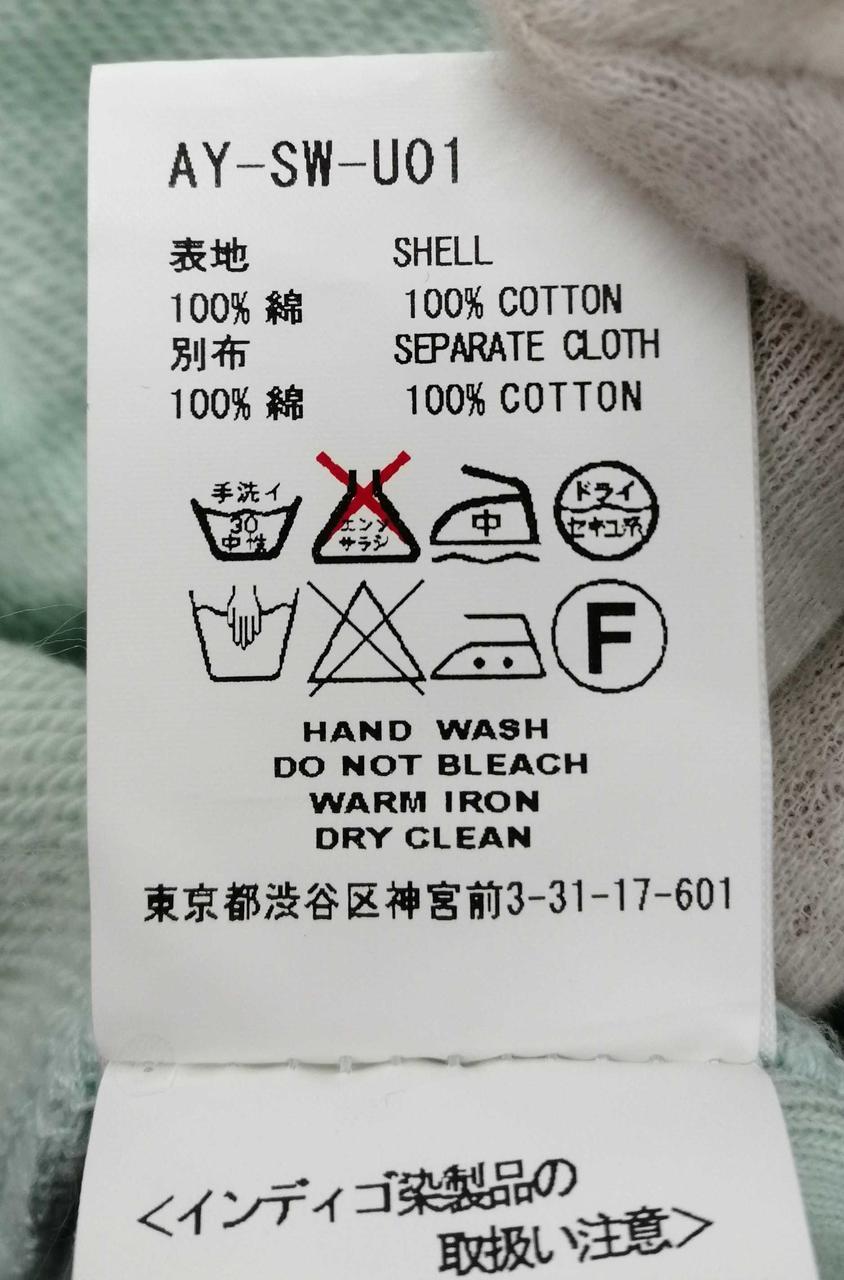 AY-SW-U01
表地 SHELL
100% 綿 100% COTTON
別布 SEPARATE CLOTH
100% 綿 100% COTTON
手洗イ
30
中性
エンソ
サラシ
中
ドライ
セキユ系
F
HAND WASH
DO NOT BLEACH
WARM IRON
DRY CLEAN
東京都渋谷区神宮前3-31-17-601
<インディゴ染製品の
取扱い注意>